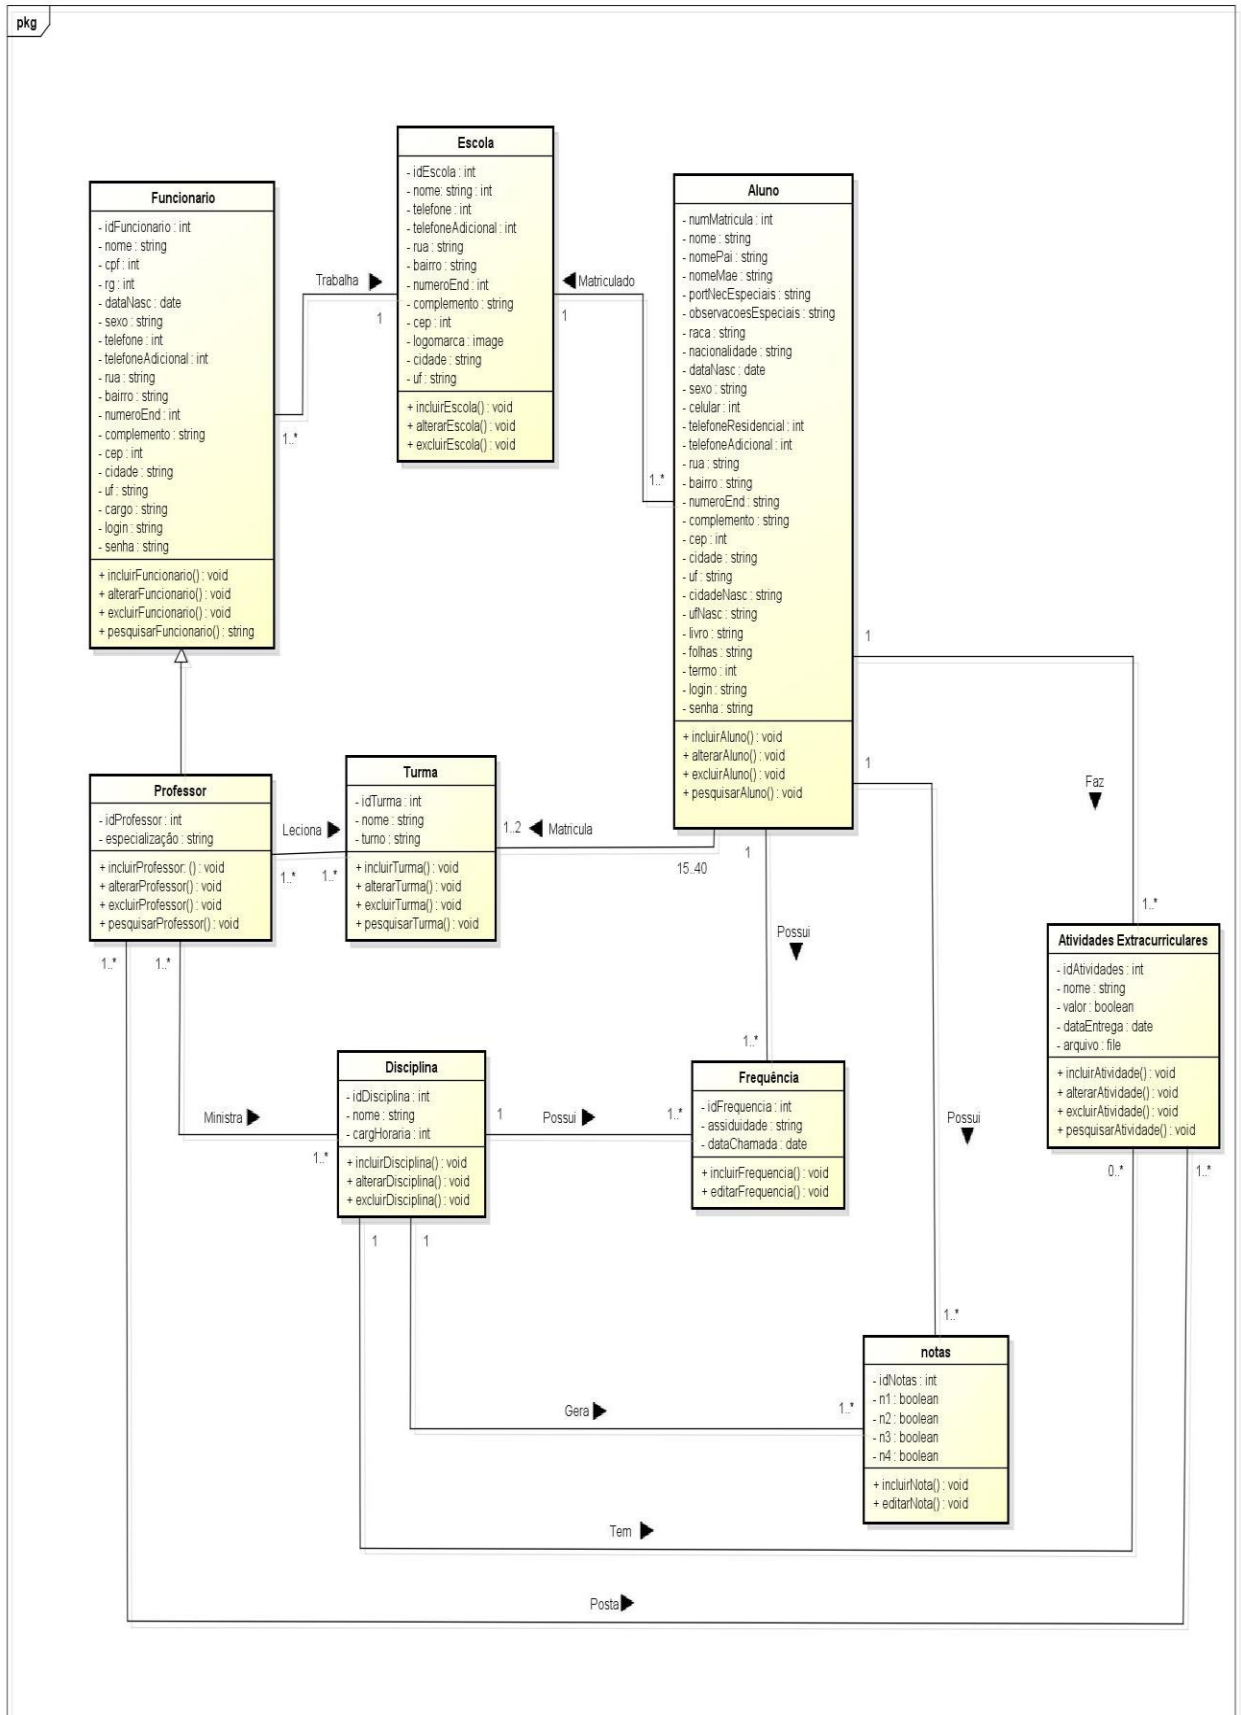 pkg
Escola
- idEscola : int
- nome: string : int
- telefone : int
- telefoneAdicional : int
- rua : string
- bairro : string
- numeroEnd : int
- complemento : string
- cep : int
- logomarca : image
- cidade : string
- uf : string
+ incluirEscola() : void
+ alterarEscola() : void
+ excluirEscola() : void
Funcionario
- idFuncionario : int
- nome : string
- cpf : int
- rg : int
- dataNasc : date
- sexo : string
- telefone : int
- telefoneAdicional : int
- rua : string
- bairro : string
- numeroEnd : int
- complemento : string
- cep : int
- cidade : string
- uf : string
- cargo : string
- login : string
- senha : string
+ incluirFuncionario() : void
+ alterarFuncionario() : void
+ excluirFuncionario() : void
+ pesquisarFuncionario() : string
Trabalha
1
1..*
Matriculado
1
1..*
Aluno
- numMatricula : int
- nome : string
- nomePai : string
- nomeMae : string
- portNecEspeciais : string
- observacoesEspeciais : string
- raca : string
- nacionalidade : string
- dataNasc : date
- sexo : string
- celular : int
- telefoneResidencial : int
- telefoneAdicional : int
- rua : string
- bairro : string
- numeroEnd : string
- complemento : string
- cep : int
- cidade : string
- uf : string
- cidadeNasc : string
- ufNasc : string
- livro : string
- folhas : string
- termo : int
- login : string
- senha : string
+ incluirAluno() : void
+ alterarAluno() : void
+ excluirAluno() : void
+ pesquisarAluno() : void
1
1
Faz
1..*
Professor
- idProfessor : int
- especialização : string
+ incluirProfessor: () : void
+ alterarProfessor() : void
+ excluirProfessor() : void
+ pesquisarProfessor() : void
Leciona
1..*
1..*
Turma
- idTurma : int
- nome : string
- turno : string
+ incluirTurma() : void
+ alterarTurma() : void
+ excluirTurma() : void
+ pesquisarTurma() : void
1..2
Matricula
15..40
1
Possui
1..*
Atividades Extracurriculares
- idAtividades : int
- nome : string
- valor : boolean
- dataEntrega : date
- arquivo : file
+ incluirAtividade() : void
+ alterarAtividade() : void
+ excluirAtividade() : void
+ pesquisarAtividade() : void
1..*
1..*
Disciplina
- idDisciplina : int
- nome : string
- cargHoraria : int
+ incluirDisciplina() : void
+ alterarDisciplina() : void
+ excluirDisciplina() : void
Ministra
1..*
1
Possui
1..*
Frequência
- idFrequencia : int
- assiduidade : string
- dataChamada : date
+ incluirFrequencia() : void
+ editarFrequencia() : void
Possui
0..*
1..*
1
1
1..*
notas
- idNotas : int
- n1 : boolean
- n2 : boolean
- n3 : boolean
- n4 : boolean
+ incluirNota() : void
+ editarNota() : void
Gera
1..*
Tem
Posta